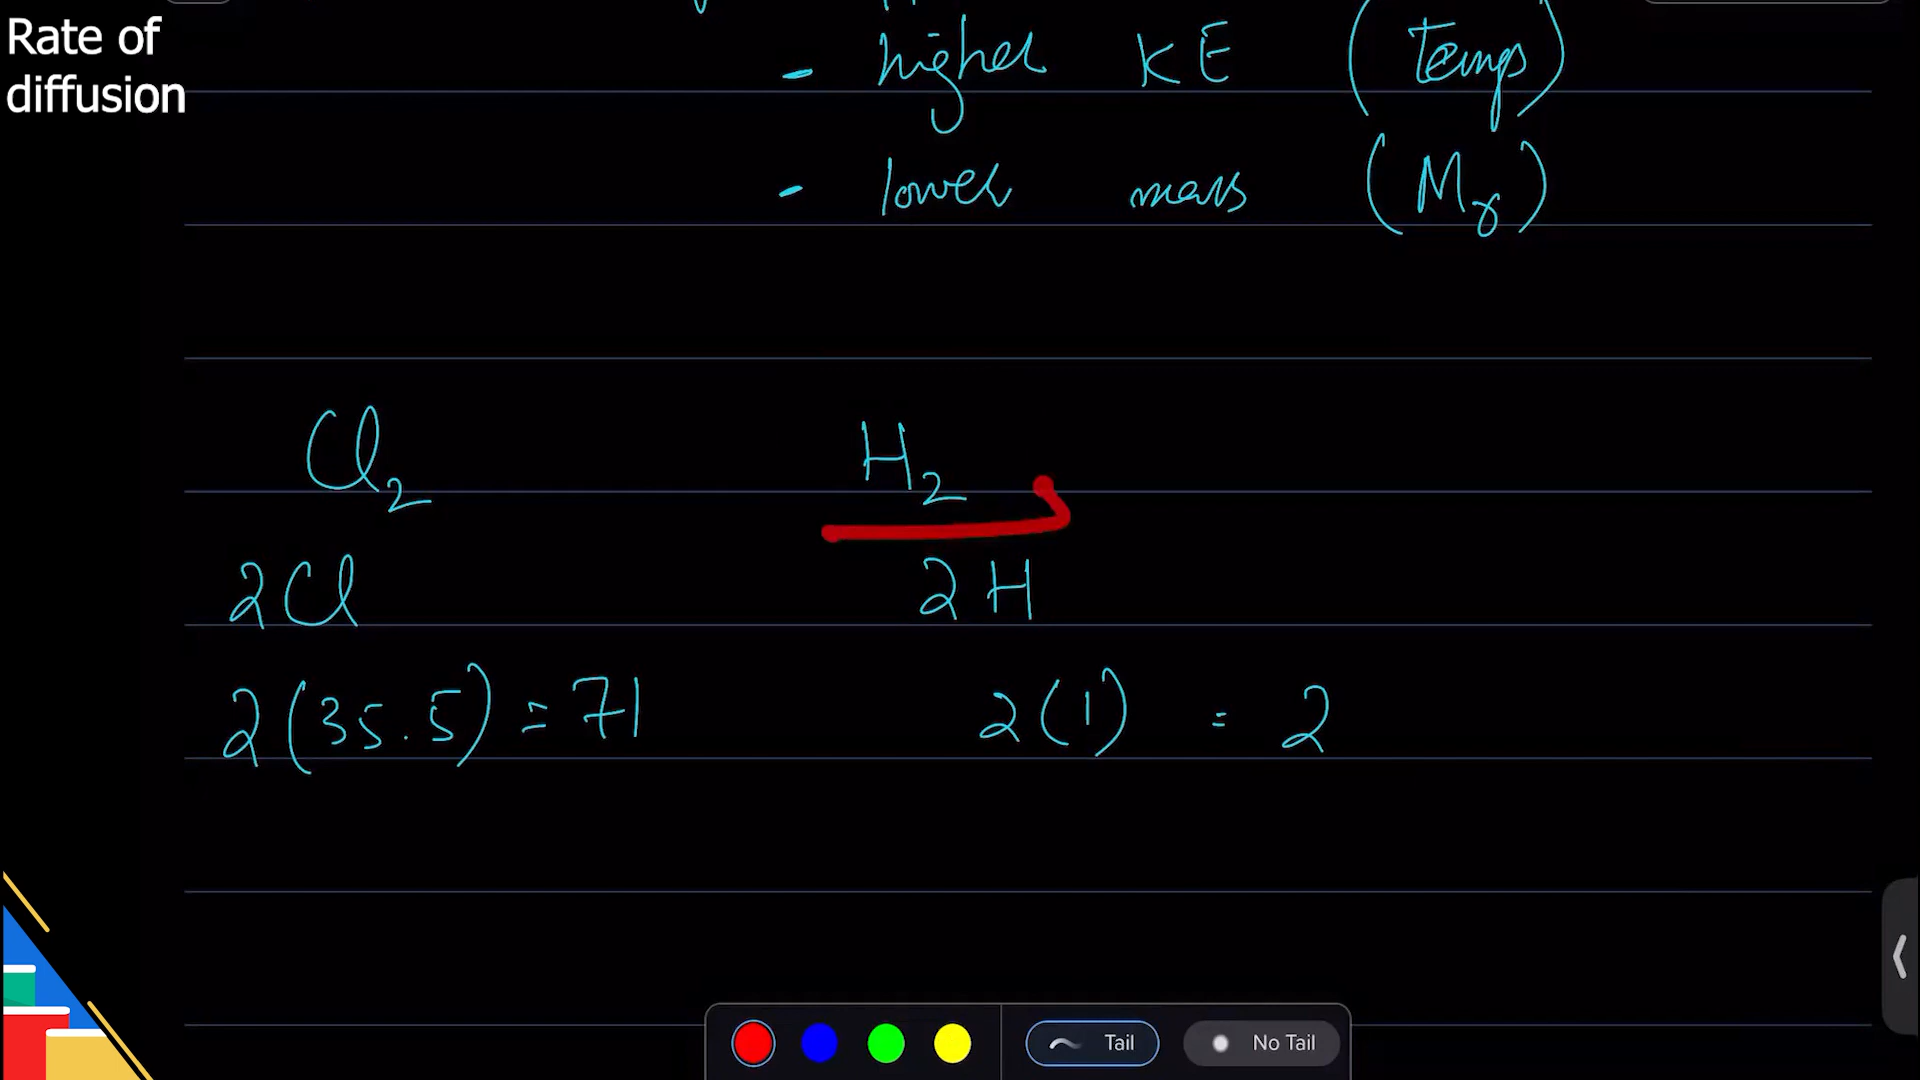 Rate of
diffusion
- higher KE (Temp)
- lower mass (Mr)
Cl2 H2
2Cl 2H
2(35.5) = 71 2(1) = 2
Tail No Tail